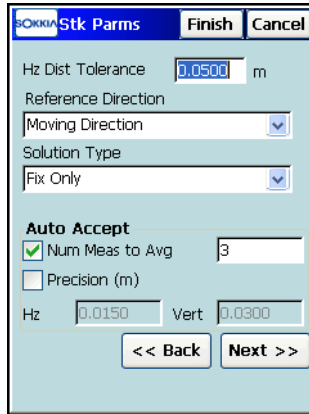 SOKKIA Stk Parms Finish Cancel
Hz Dist Tolerance 0.0500 m
Reference Direction
Moving Direction
Solution Type
Fix Only
Auto Accept
Num Meas to Avg 3
Precision (m)
Hz 0.0150 Vert 0.0300
<< Back Next >>